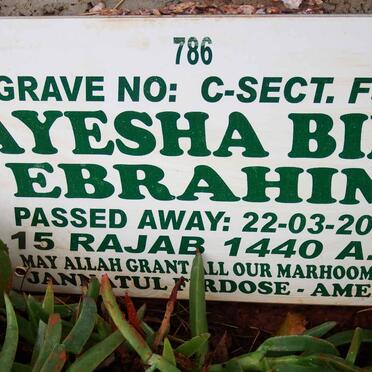 786
GRAVE NO: C-SECT. F
AYESHA BI
EBRAHIM
PASSED AWAY: 22-03-20
15 RAJAB 1440 A.
MAY ALLAH GRANT ALL OUR MARHOOM
JANNATUL FIRDOSE - AME